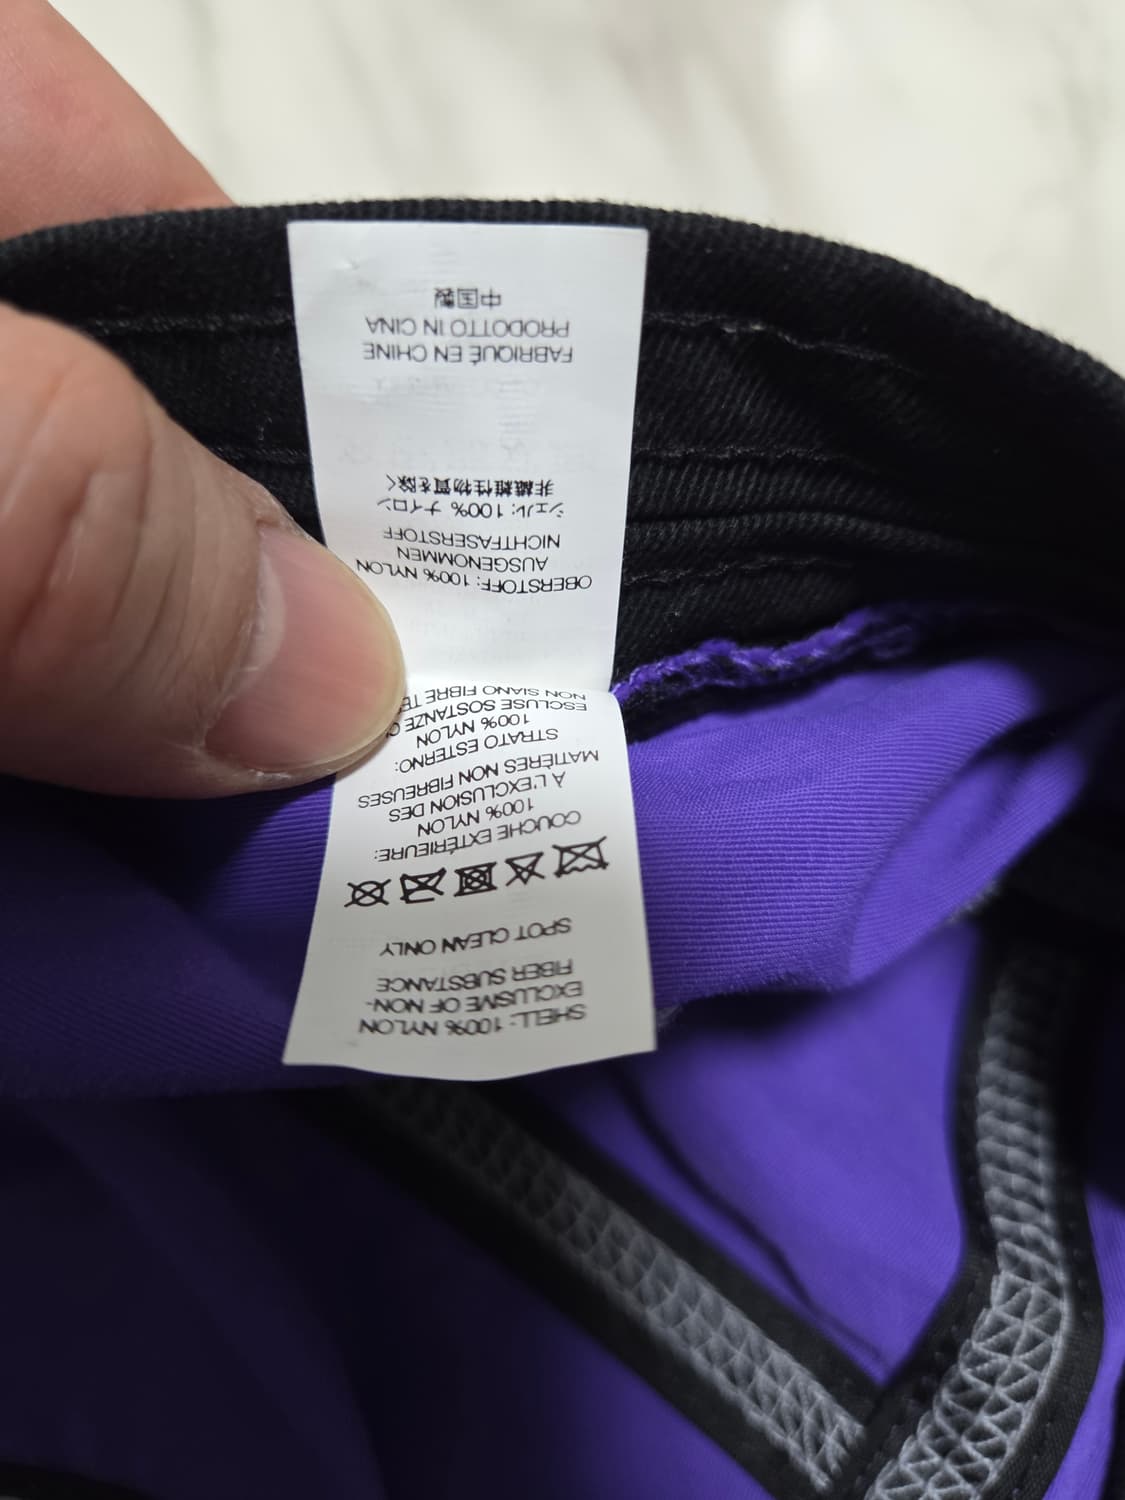 SHELL: 100% NYLON
EXCLUSIVE OF NON-
FIBER SUBSTANCE
SPOT CLEAN ONLY
COUCHE EXTÉRIEURE:
100% NYLON
À L'EXCLUSION DES
MATIÈRES NON FIBREUSES
STRATO ESTERNO:
100% NYLON
ESCLUSE SOSTANZE
NON SIANO FIBRE
OBERSTOFF: 100% NYLON
AUSGENOMMEN
NICHTFASERSTOFF
シェル: 100% ナイロン
非繊維性物質を除く
FABRIQUÉ EN CHINE
PRODOTTO IN CINA
中国製